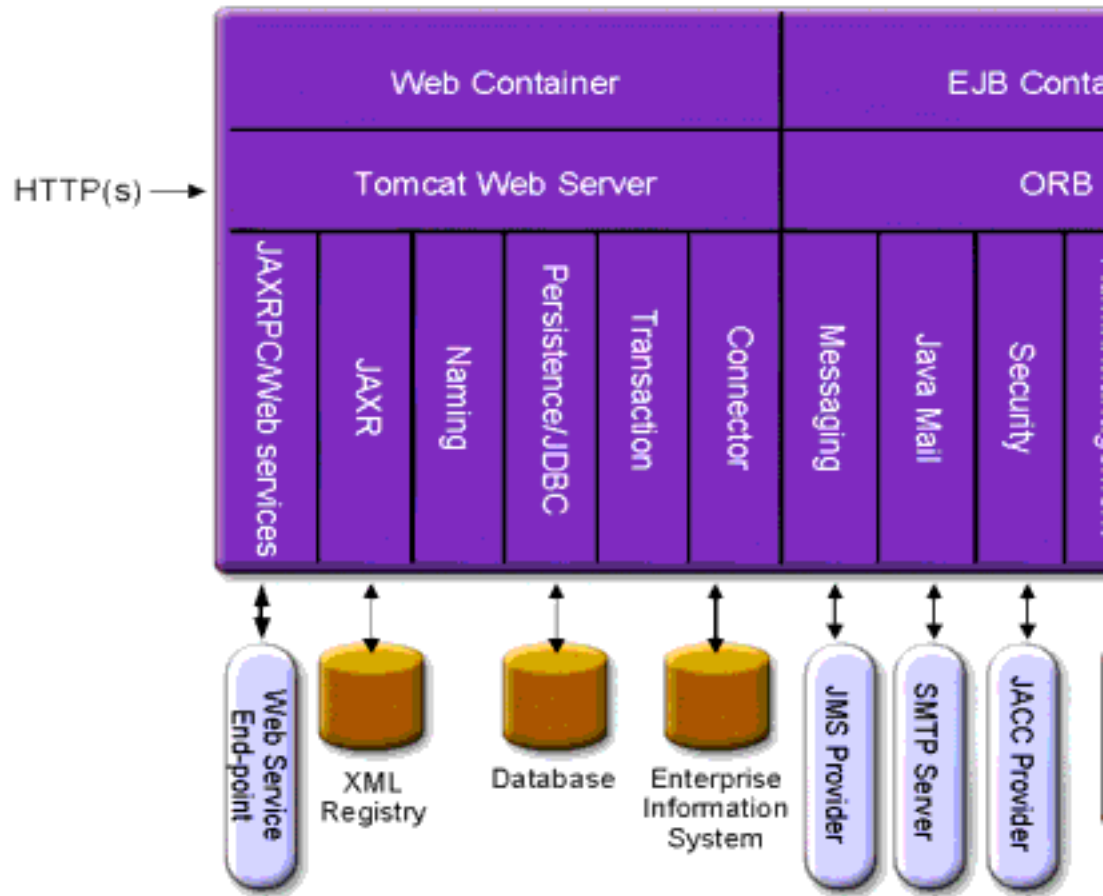 Web Container
EJB Conta
HTTP(s)
Tomcat Web Server
ORB
JAXRPC/Web services
JAXR
Naming
Persistence/JDBC
Transaction
Connector
Messaging
Java Mail
Security
Web Service
End-point
XML
Registry
Database
Enterprise
Information
System
JMS Provider
SMTP Server
JACC Provider